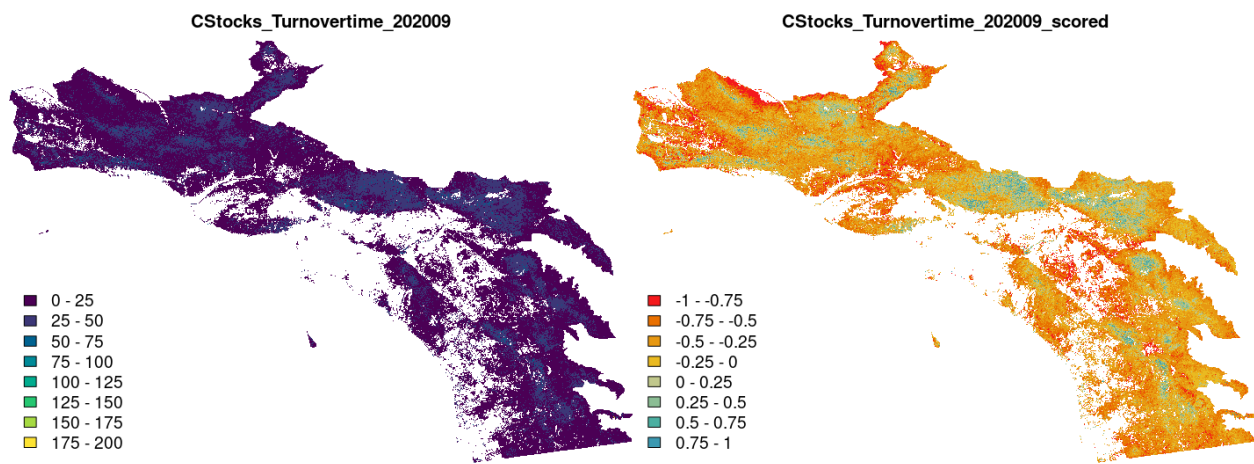 CStocks_Turnovertime_202009
0 - 25
25 - 50
50 - 75
75 - 100
100 - 125
125 - 150
150 - 175
175 - 200
CStocks_Turnovertime_202009_scored
-1 - -0.75
-0.75 - -0.5
-0.5 - -0.25
-0.25 - 0
0 - 0.25
0.25 - 0.5
0.5 - 0.75
0.75 - 1